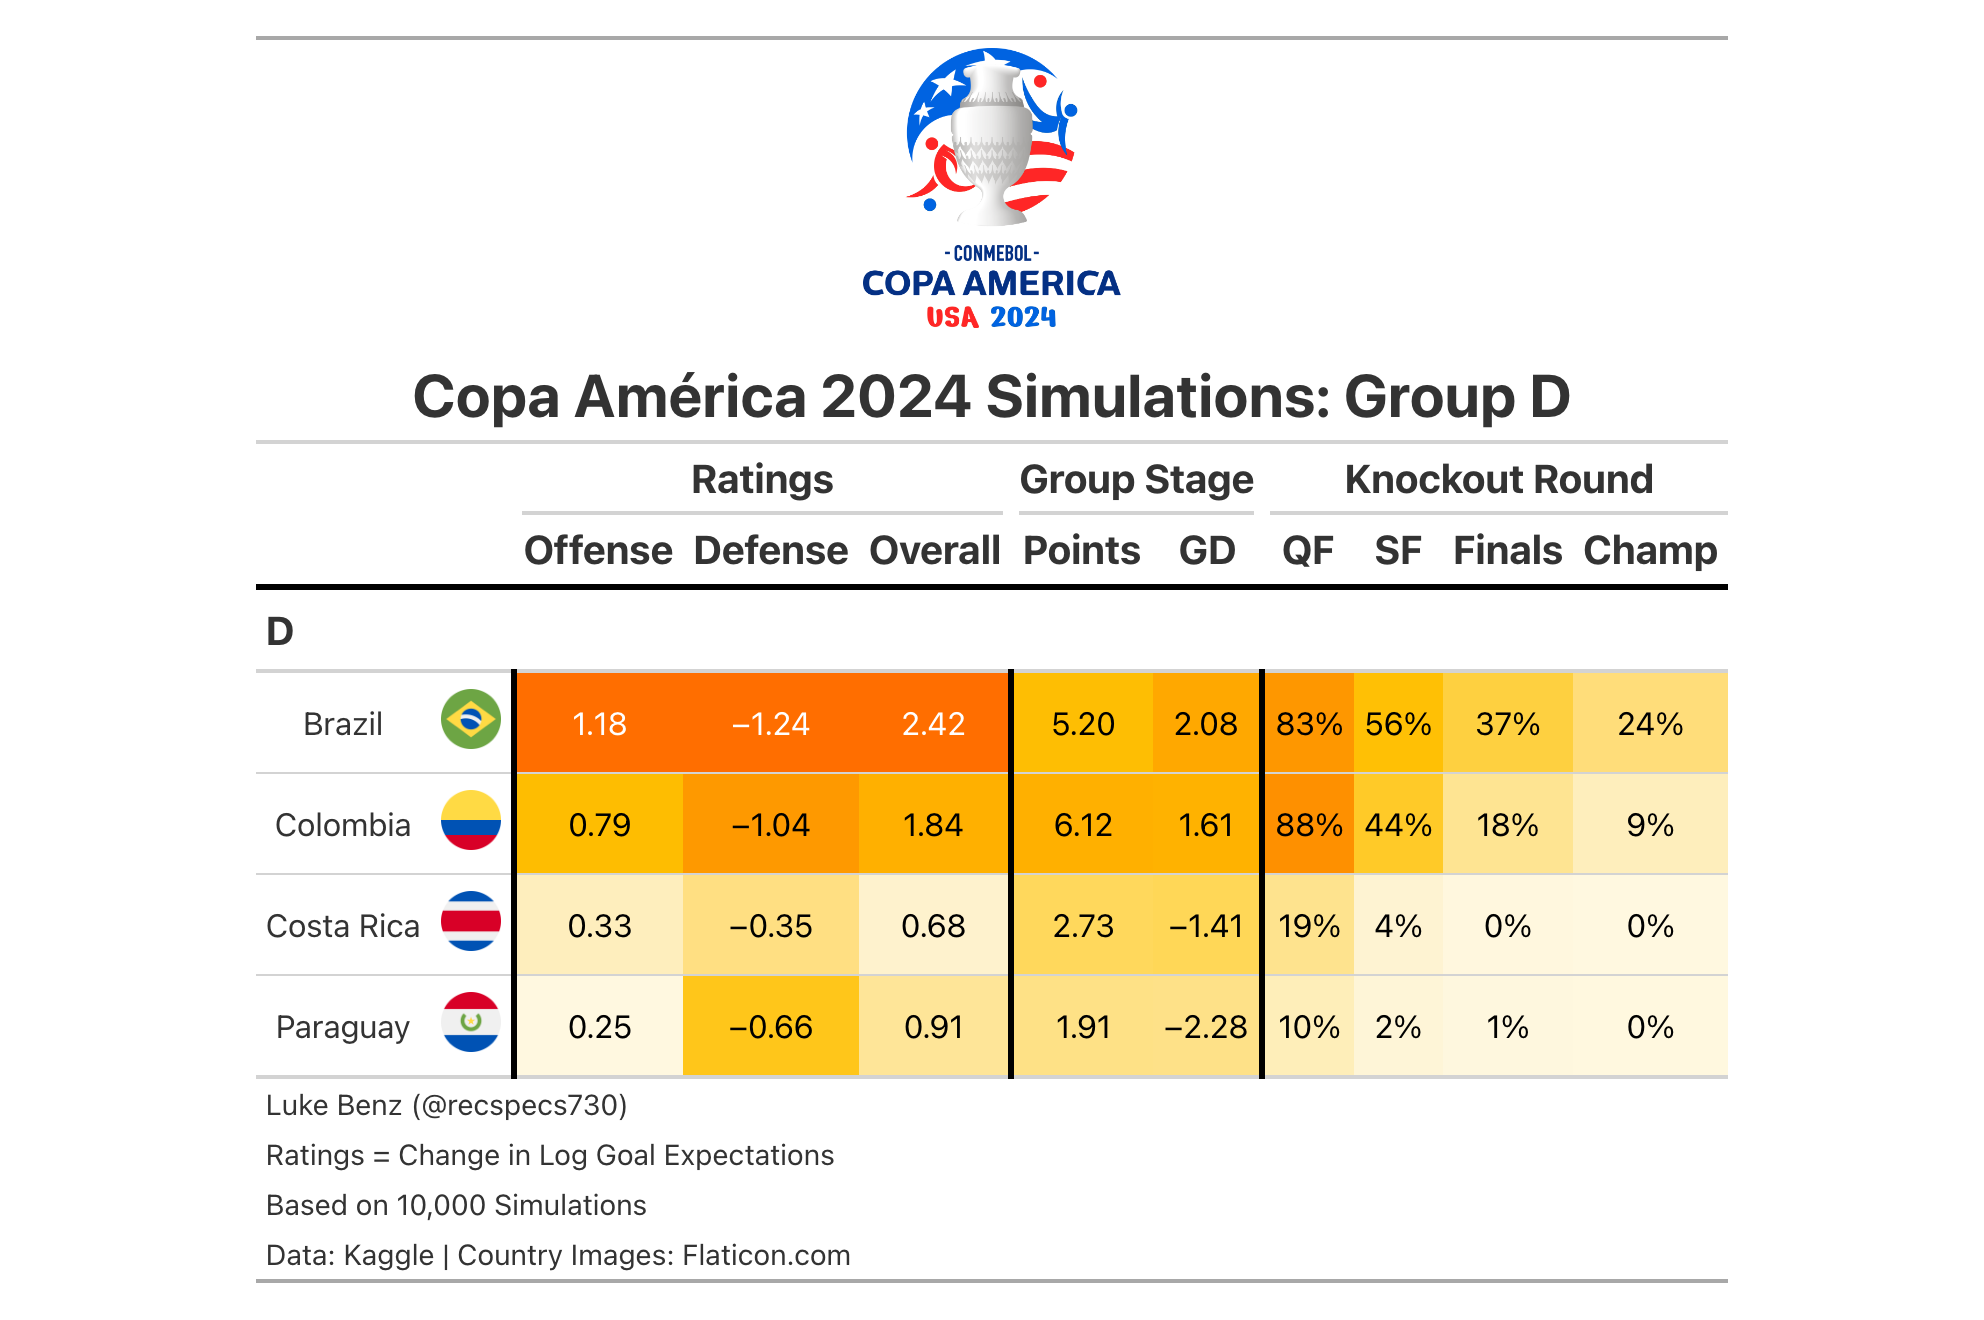 - CONMEBOL -
COPA AMERICA
USA 2024
Copa América 2024 Simulations: Group D
Ratings Group Stage Knockout Round
Offense Defense Overall Points GD QF SF Finals Champ
D
Brazil 1.18 −1.24 2.42 5.20 2.08 83% 56% 37% 24%
Colombia 0.79 −1.04 1.84 6.12 1.61 88% 44% 18% 9%
Costa Rica 0.33 −0.35 0.68 2.73 −1.41 19% 4% 0% 0%
Paraguay 0.25 −0.66 0.91 1.91 −2.28 10% 2% 1% 0%
Luke Benz (@recspecs730)
Ratings = Change in Log Goal Expectations
Based on 10,000 Simulations
Data: Kaggle | Country Images: Flaticon.com